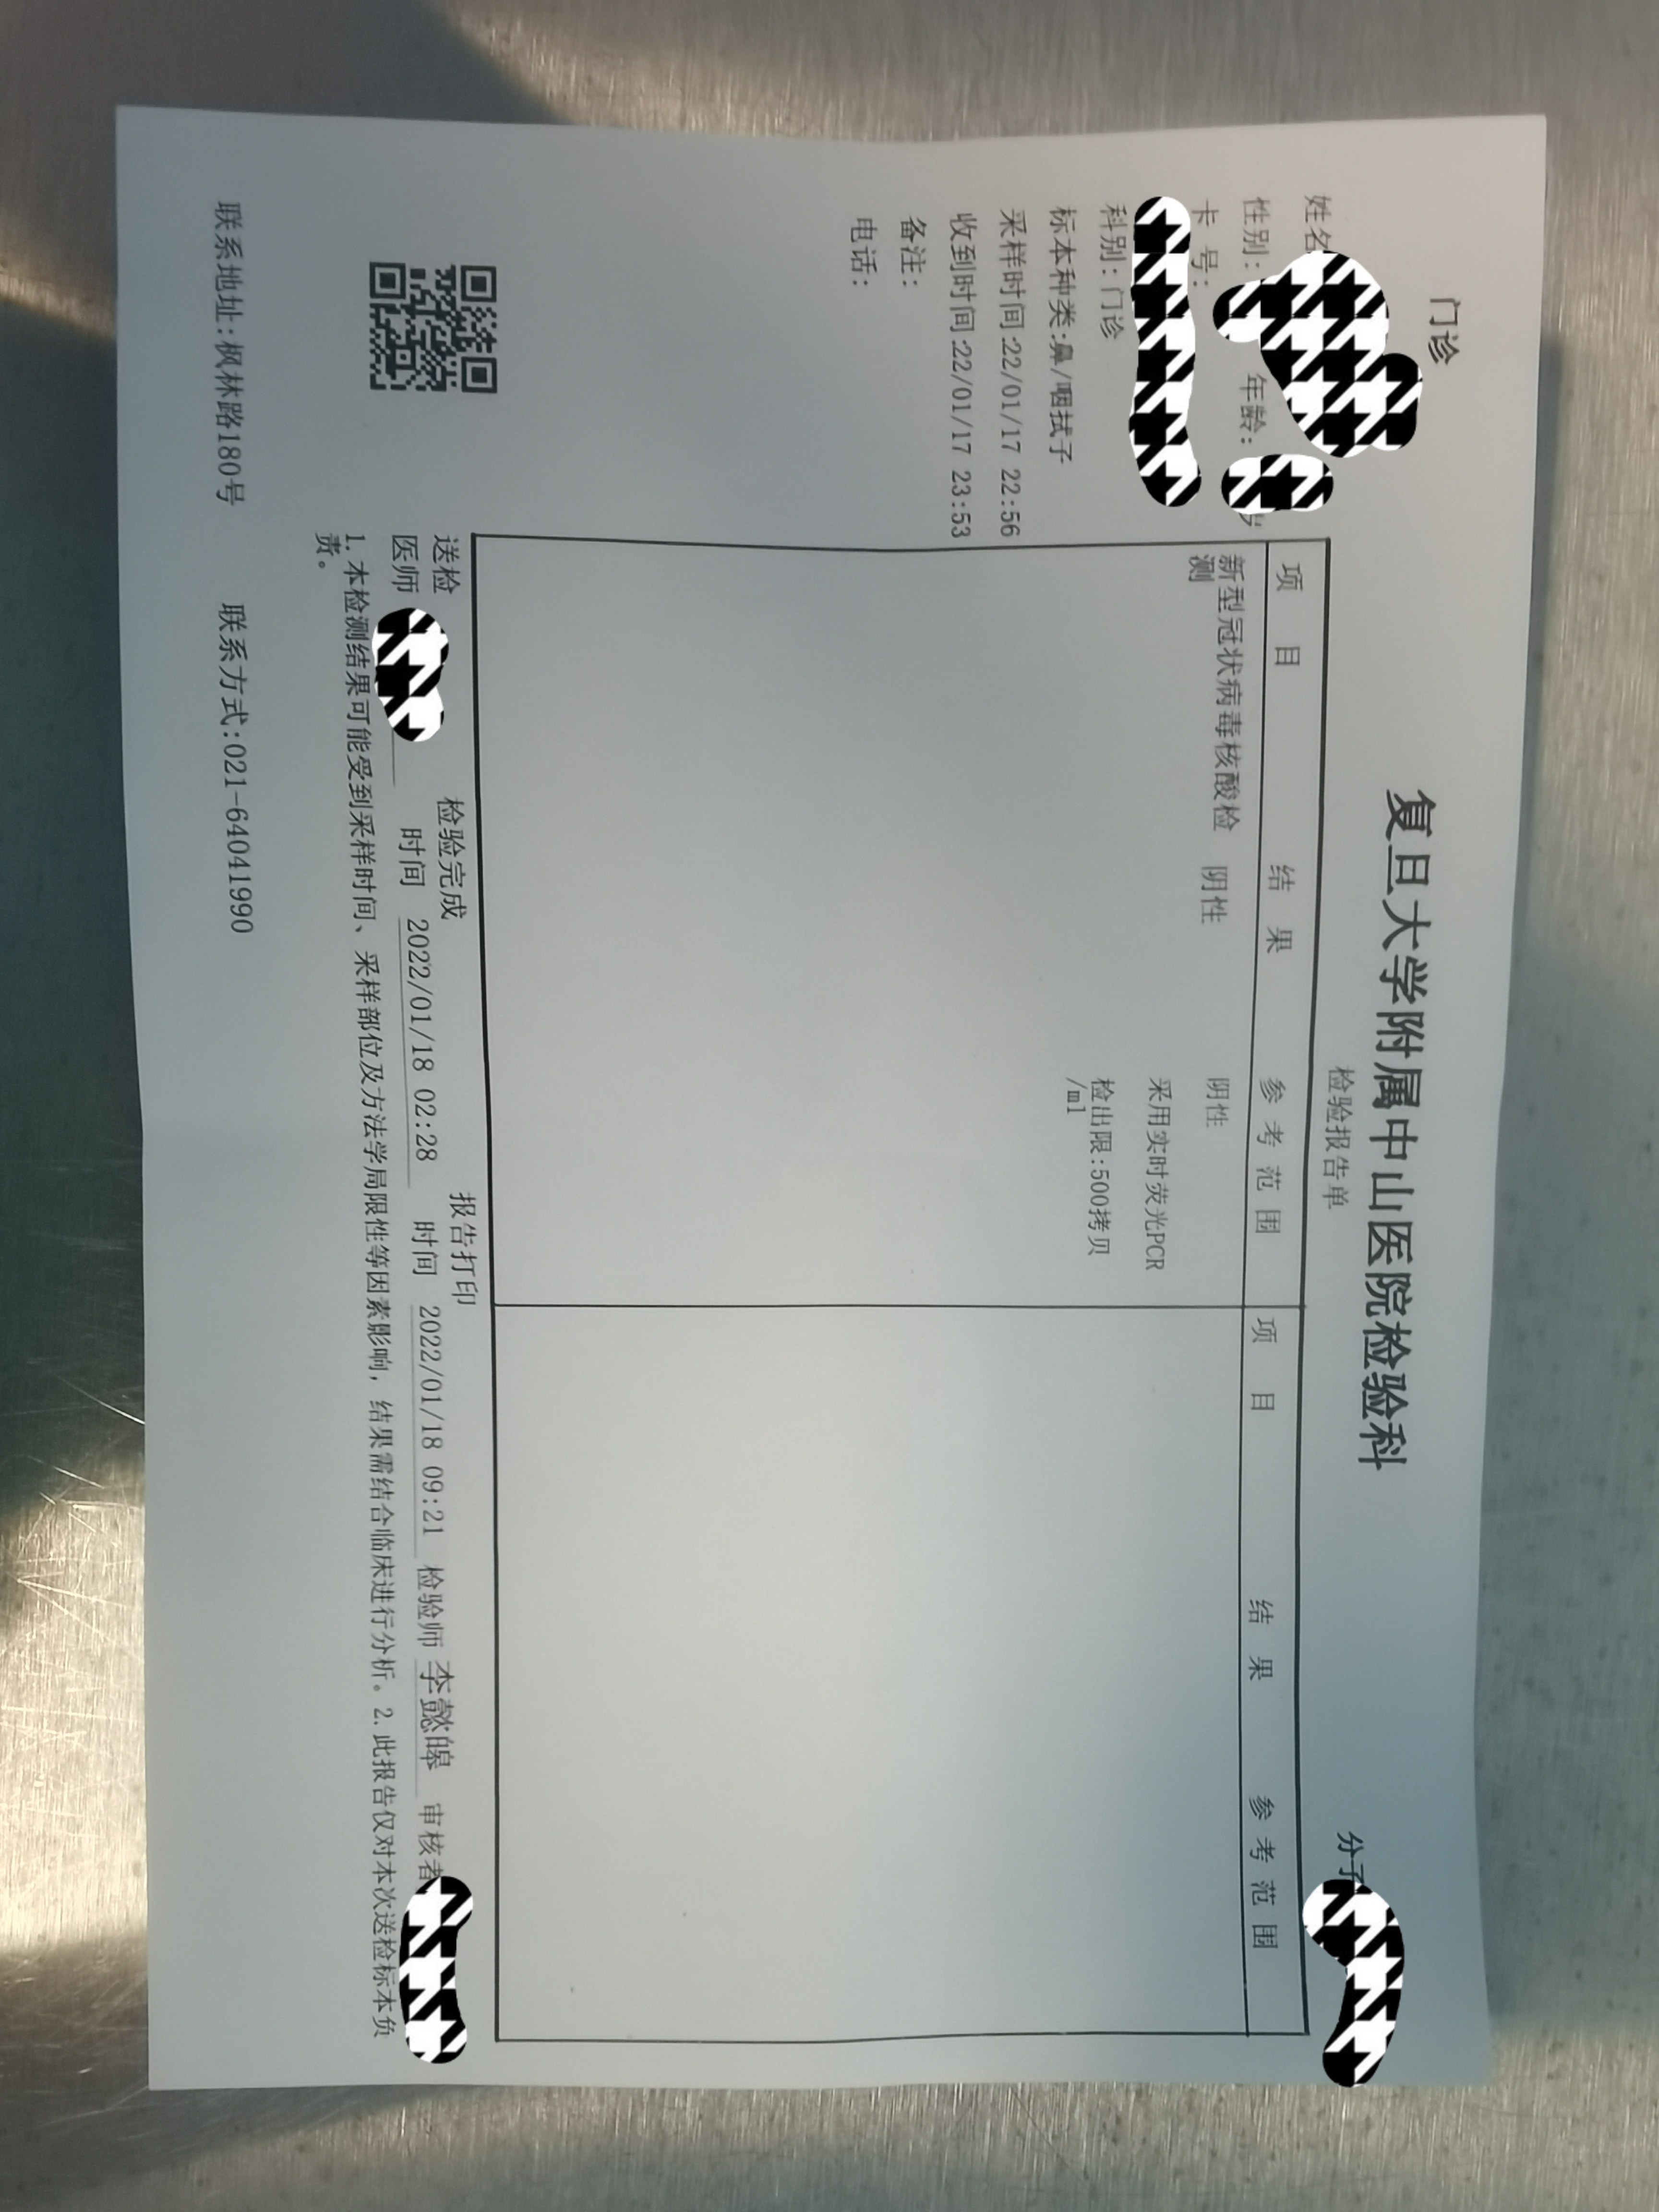 门诊
复旦大学附属中山医院检验科
检验报告单
分子
姓名
性别: 年龄:
卡 号:
科别:门诊
标本种类:鼻/咽拭子
采样时间:22/01/17 22:56
收到时间:22/01/17 23:53
备注:
电话:
项 目 结 果 参 考 范 围 项 目 结 果 参 考 范 围
新型冠状病毒核酸检测 阴性 阴性
采用实时荧光PCR
检出限:500拷贝
/ml
送检医师 检验完成时间 2022/01/18 02:28 报告打印时间 2022/01/18 09:21 检验师 李懿皞 审核者
1. 本检测结果可能受到采样时间、采样部位及方法学局限性等因素影响, 结果需结合临床进行分析。2. 此报告仅对本次送检标本负
责。
联系地址:枫林路180号 联系方式:021-64041990